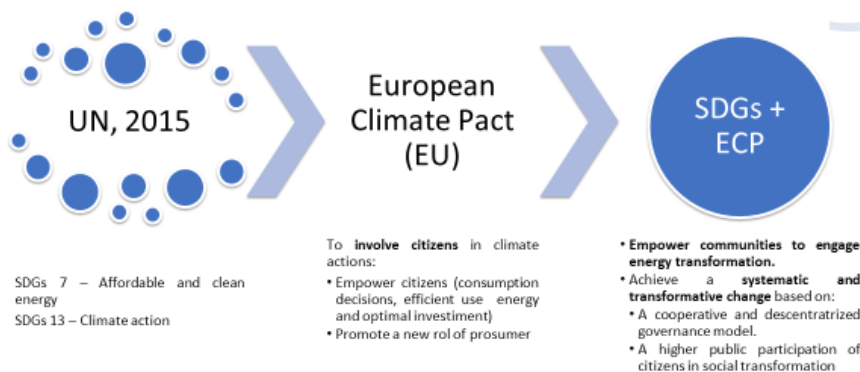 UN, 2015
SDGs 7 – Affordable and clean
energy
SDGs 13 – Climate action
European
Climate Pact
(EU)
To involve citizens in climate
actions:
• Empower citizens (consumption
decisions, efficient use energy
and optimal investiment)
• Promote a new rol of prosumer
SDGs +
ECP
• Empower communities to engage
energy transformation.
• Achieve a systematic and
transformative change based on:
• A cooperative and descentratrized
governance model.
• A higher public participation of
citizens in social transformation